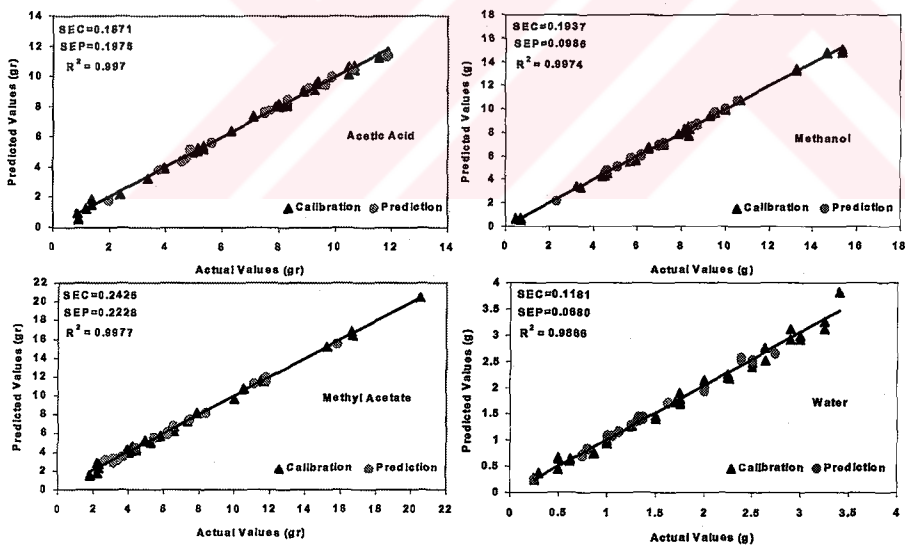 14
12
10
8
6
4
2
0
SEC=0.1571
SEP=0.1975
R² = 0.997
Acetic Acid
▲ Calibration ● Prediction
0 2 4 6 8 10 12 14
Actual Values (gr)
Predicted Values (gr)
18
16
14
12
10
8
6
4
2
0
SEC=0.1937
SEP=0.0986
R² = 0.9974
Methanol
▲ Calibration ● Prediction
0 2 4 6 8 10 12 14 16 18
Actual Values (g)
Predicted Values (g)
22
20
18
16
14
12
10
8
6
4
2
0
SEC=0.2425
SEP=0.2228
R² = 0.9977
Methyl Acetate
▲ Calibration ● Prediction
0 2 4 6 8 10 12 14 16 18 20 22
Actual Values (gr)
Predicted Values (gr)
4
3.5
3
2.5
2
1.5
1
0.5
0
SEC=0.1181
SEP=0.0680
R² = 0.9866
Water
▲ Calibration ● Prediction
0 0.5 1 1.5 2 2.5 3 3.5 4
Actual Values (g)
Predicted Values (g)